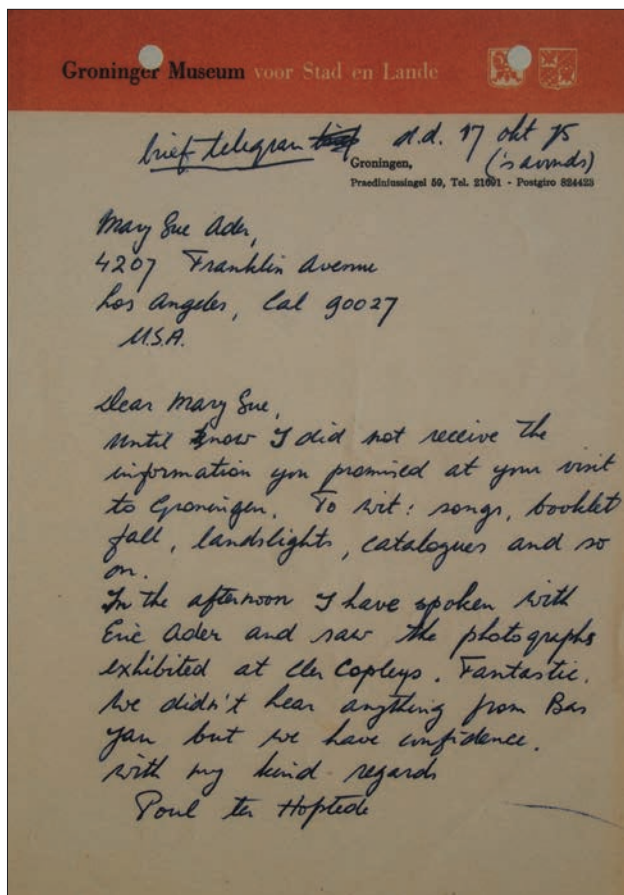 Groninger Museum voor Stad en Lande
brief telegram d.d. 17 okt 75
Groningen, ('s avonds)
Praediniussingel 59, Tel. 21691 - Postgiro 824423
Mary Sue Ader,
4207 Franklin Avenue
Los Angeles, Cal 90027
U.S.A.
Dear Mary Sue,
Until know I did not receive the
information you promised at your visit
to Groningen. To wit: songs, booklet
fall, landslights, catalogues and so
on.
In the afternoon I have spoken with
Eric Ader and saw the photographs
exhibited at Cler Copleys. Fantastic.
We didn't hear anything from Bas
Jan but we have confidence.
with my kind regards
Poul ter Hofstede